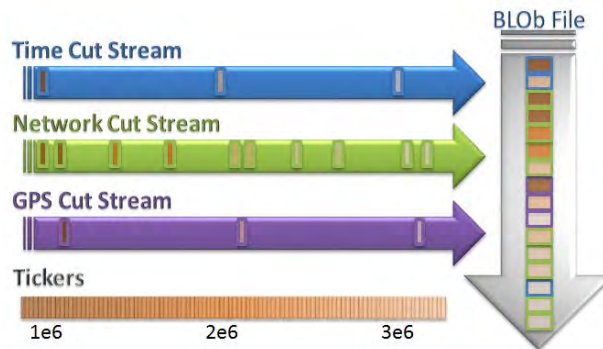 BLOb File
Time Cut Stream
Network Cut Stream
GPS Cut Stream
Tickers
1e6 2e6 3e6